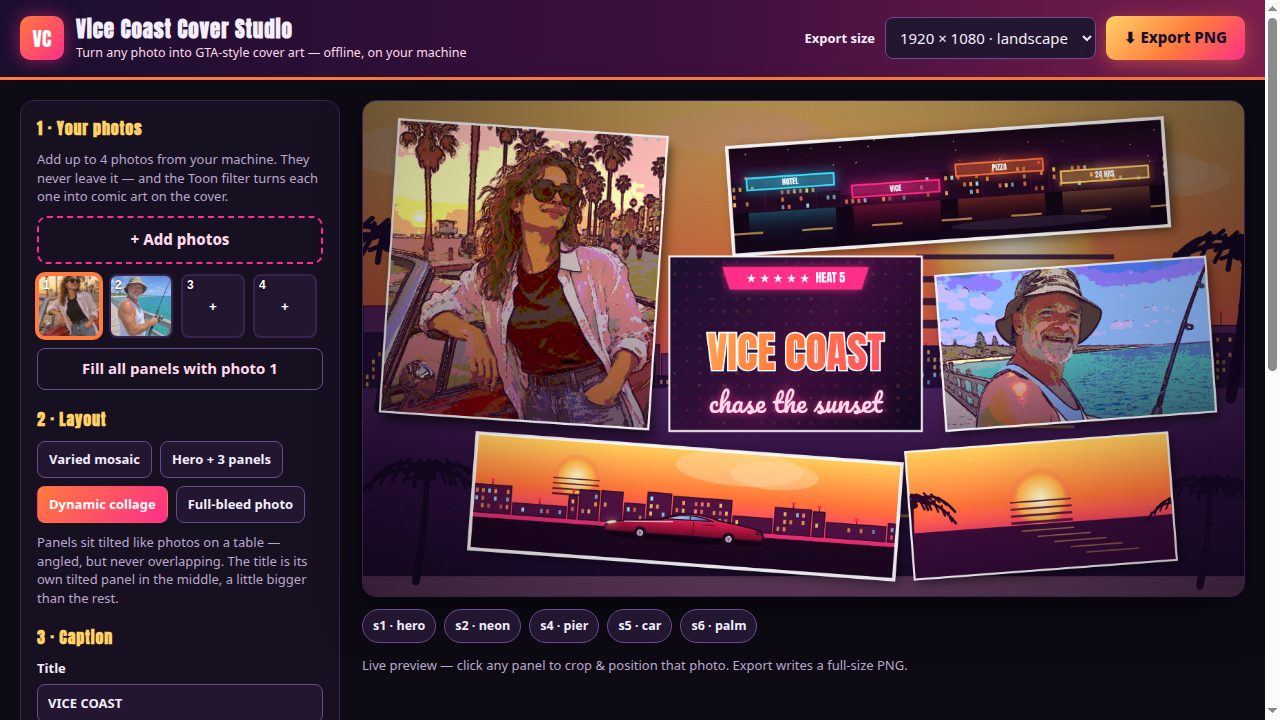 VC
Vice Coast Cover Studio
Turn any photo into GTA-style cover art — offline, on your machine
Export size
1920 × 1080 · landscape
⬇ Export PNG
1 · Your photos
Add up to 4 photos from your machine. They
never leave it — and the Toon filter turns each
one into comic art on the cover.
+ Add photos
1
2
3
+
4
+
Fill all panels with photo 1
2 · Layout
Varied mosaic
Hero + 3 panels
Dynamic collage
Full-bleed photo
Panels sit tilted like photos on a table —
angled, but never overlapping. The title is its
own tilted panel in the middle, a little bigger
than the rest.
3 · Caption
Title
VICE COAST
HOTEL
VICE
PIZZA
24 HRS
★ ★ ★ ★ ★ HEAT 5
VICE COAST
chase the sunset
s1 · hero
s2 · neon
s4 · pier
s5 · car
s6 · palm
Live preview — click any panel to crop & position that photo. Export writes a full-size PNG.